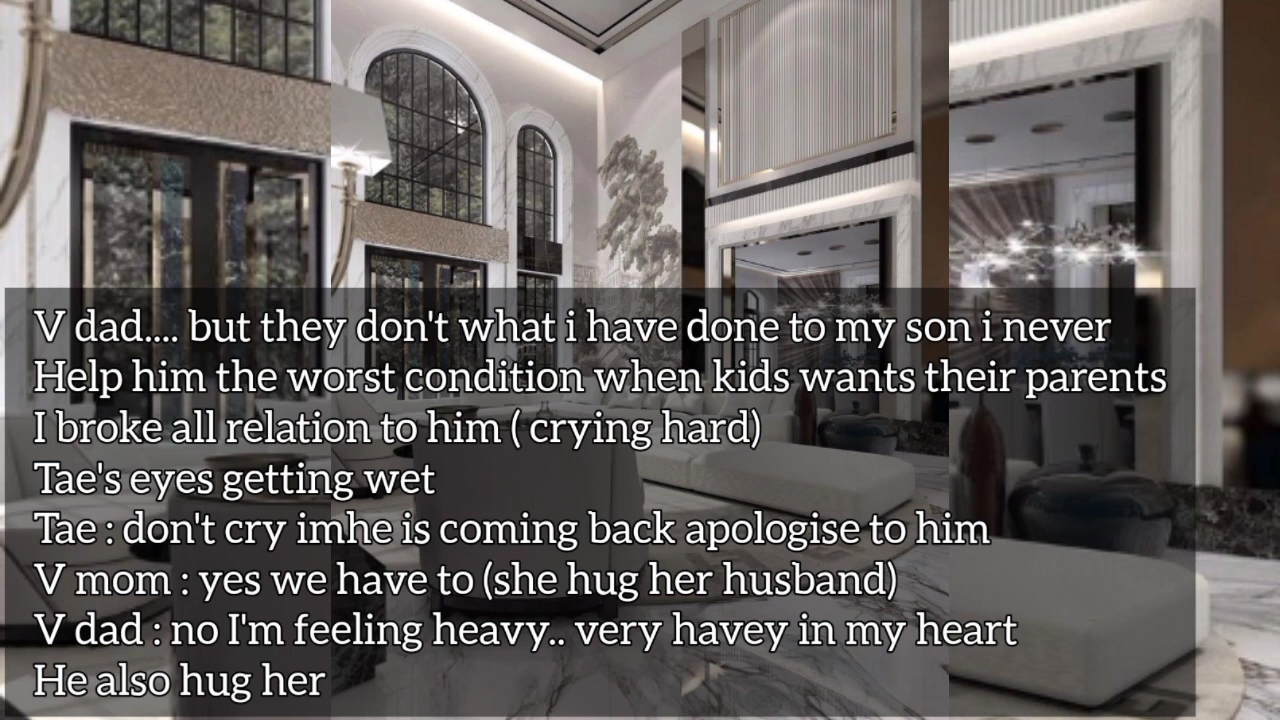 V dad.... but they don't what i have done to my son i never
Help him the worst condition when kids wants their parents
I broke all relation to him ( crying hard)
Tae's eyes getting wet
Tae : don't cry imhe is coming back apologise to him
V mom : yes we have to (she hug her husband)
V dad : no I'm feeling heavy.. very havey in my heart
He also hug her